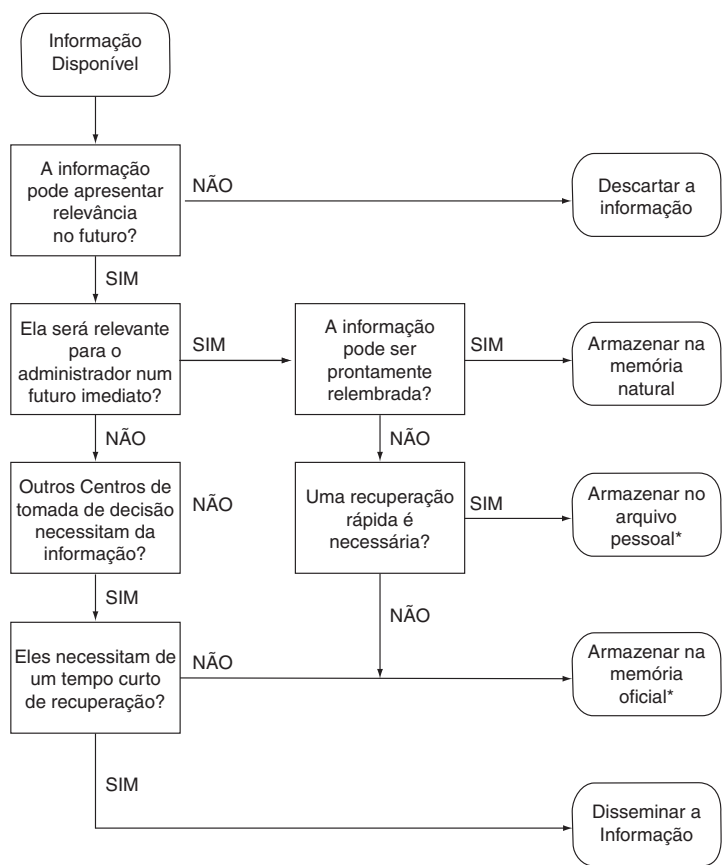 Informação
Disponível
A informação
pode apresentar
relevância
no futuro?
NÃO
Descartar a
informação
SIM
Ela será relevante
para o
administrador num
futuro imediato?
SIM
A informação
pode ser
prontamente
relembrada?
SIM
Armazenar na
memória
natural
NÃO
NÃO
Outros Centros de
tomada de decisão
necessitam da
informação?
NÃO
Uma recuperação
rápida é
necessária?
SIM
Armazenar no
arquivo
pessoal*
SIM
NÃO
Eles necessitam de
um tempo curto
de recuperação?
NÃO
Armazenar na
memória
oficial*
SIM
Disseminar a
Informação